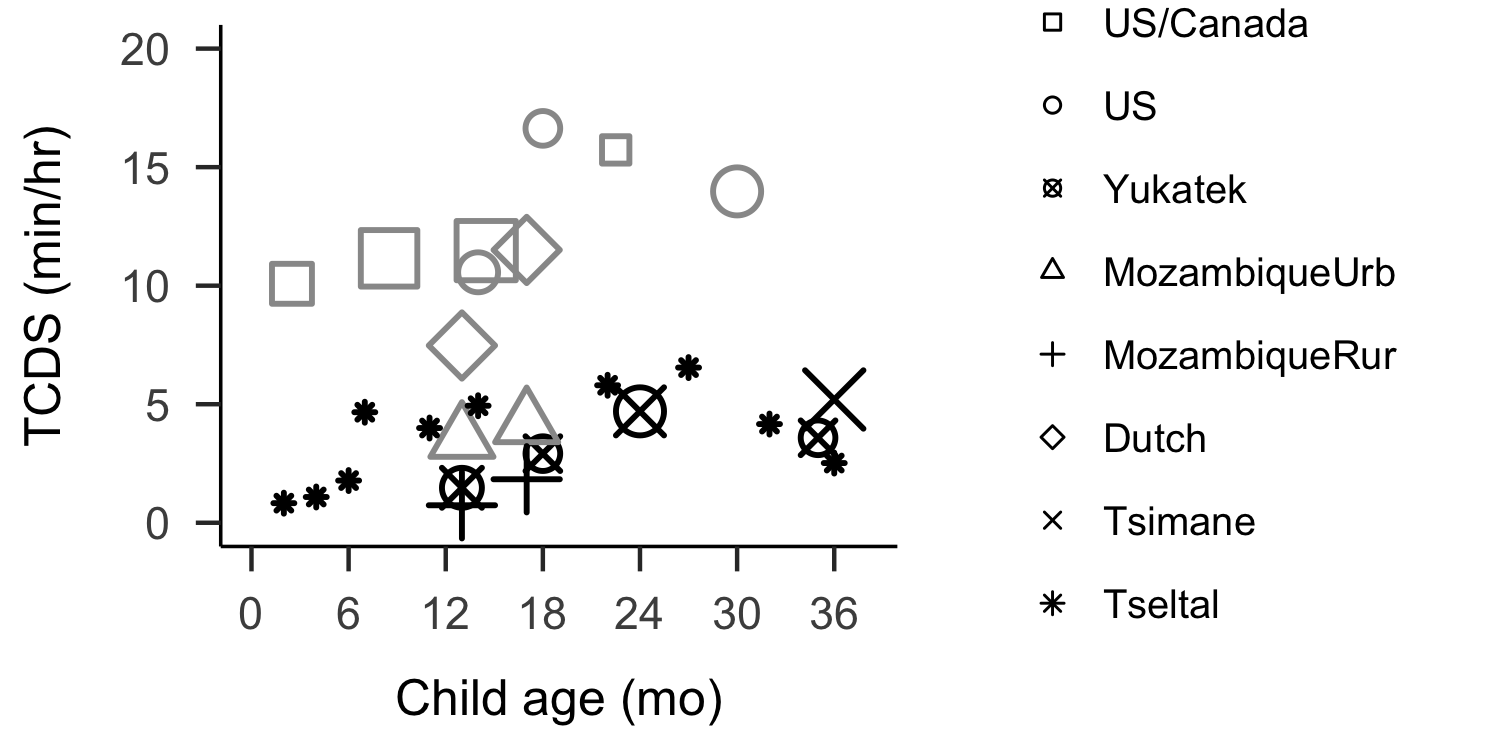 TCDS (min/hr)
20
15
10
5
0
0 6 12 18 24 30 36
Child age (mo)
US/Canada
US
Yukatek
MozambiqueUrb
MozambiqueRur
Dutch
Tsimane
Tseltal